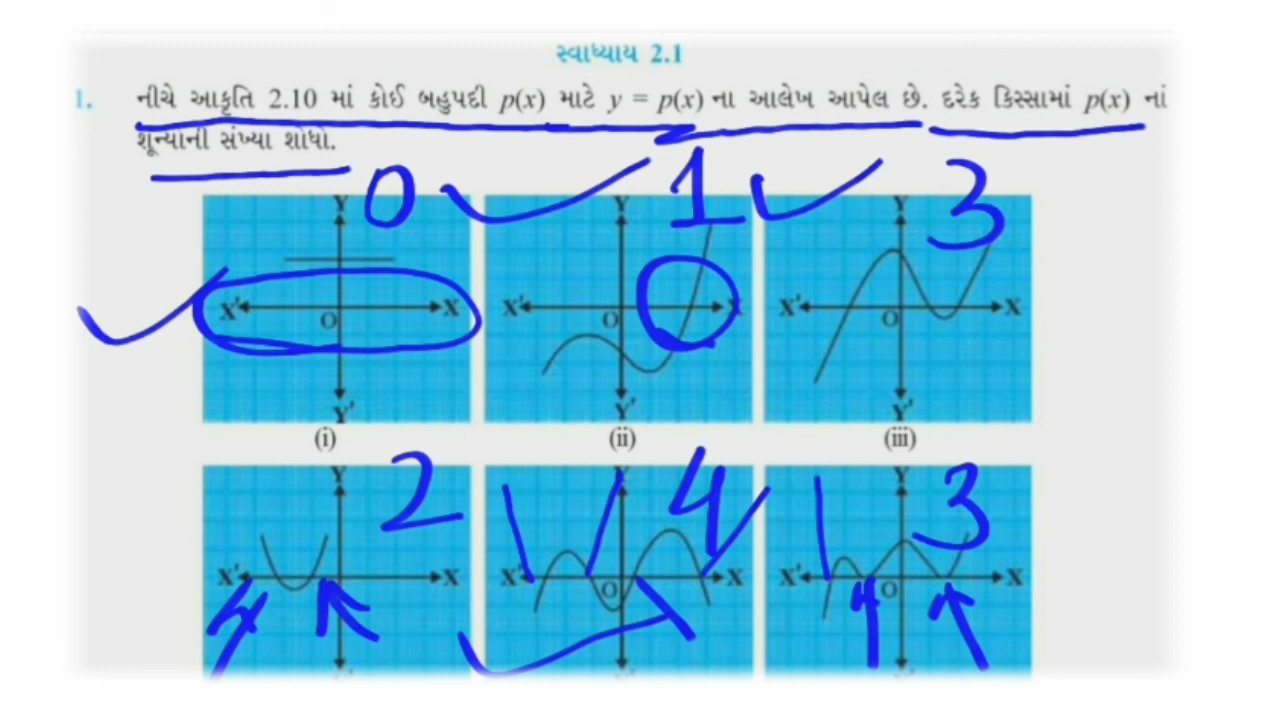 સ્વાધ્યાય 2.1
1. નીચે આકૃતિ 2.10 માં કોઈ બહુપદી p(x) માટે y = p(x) ના આલેખ આપેલ છે. દરેક કિસ્સામાં p(x) નાં
શૂન્યાની સંખ્યા શોધો.
0 1 3
Y Y Y
X' X X' X X' X
O O O
Y' Y' Y'
(i) (ii) (iii)
2 4 3
Y Y Y
X' X X' X X' X
O O